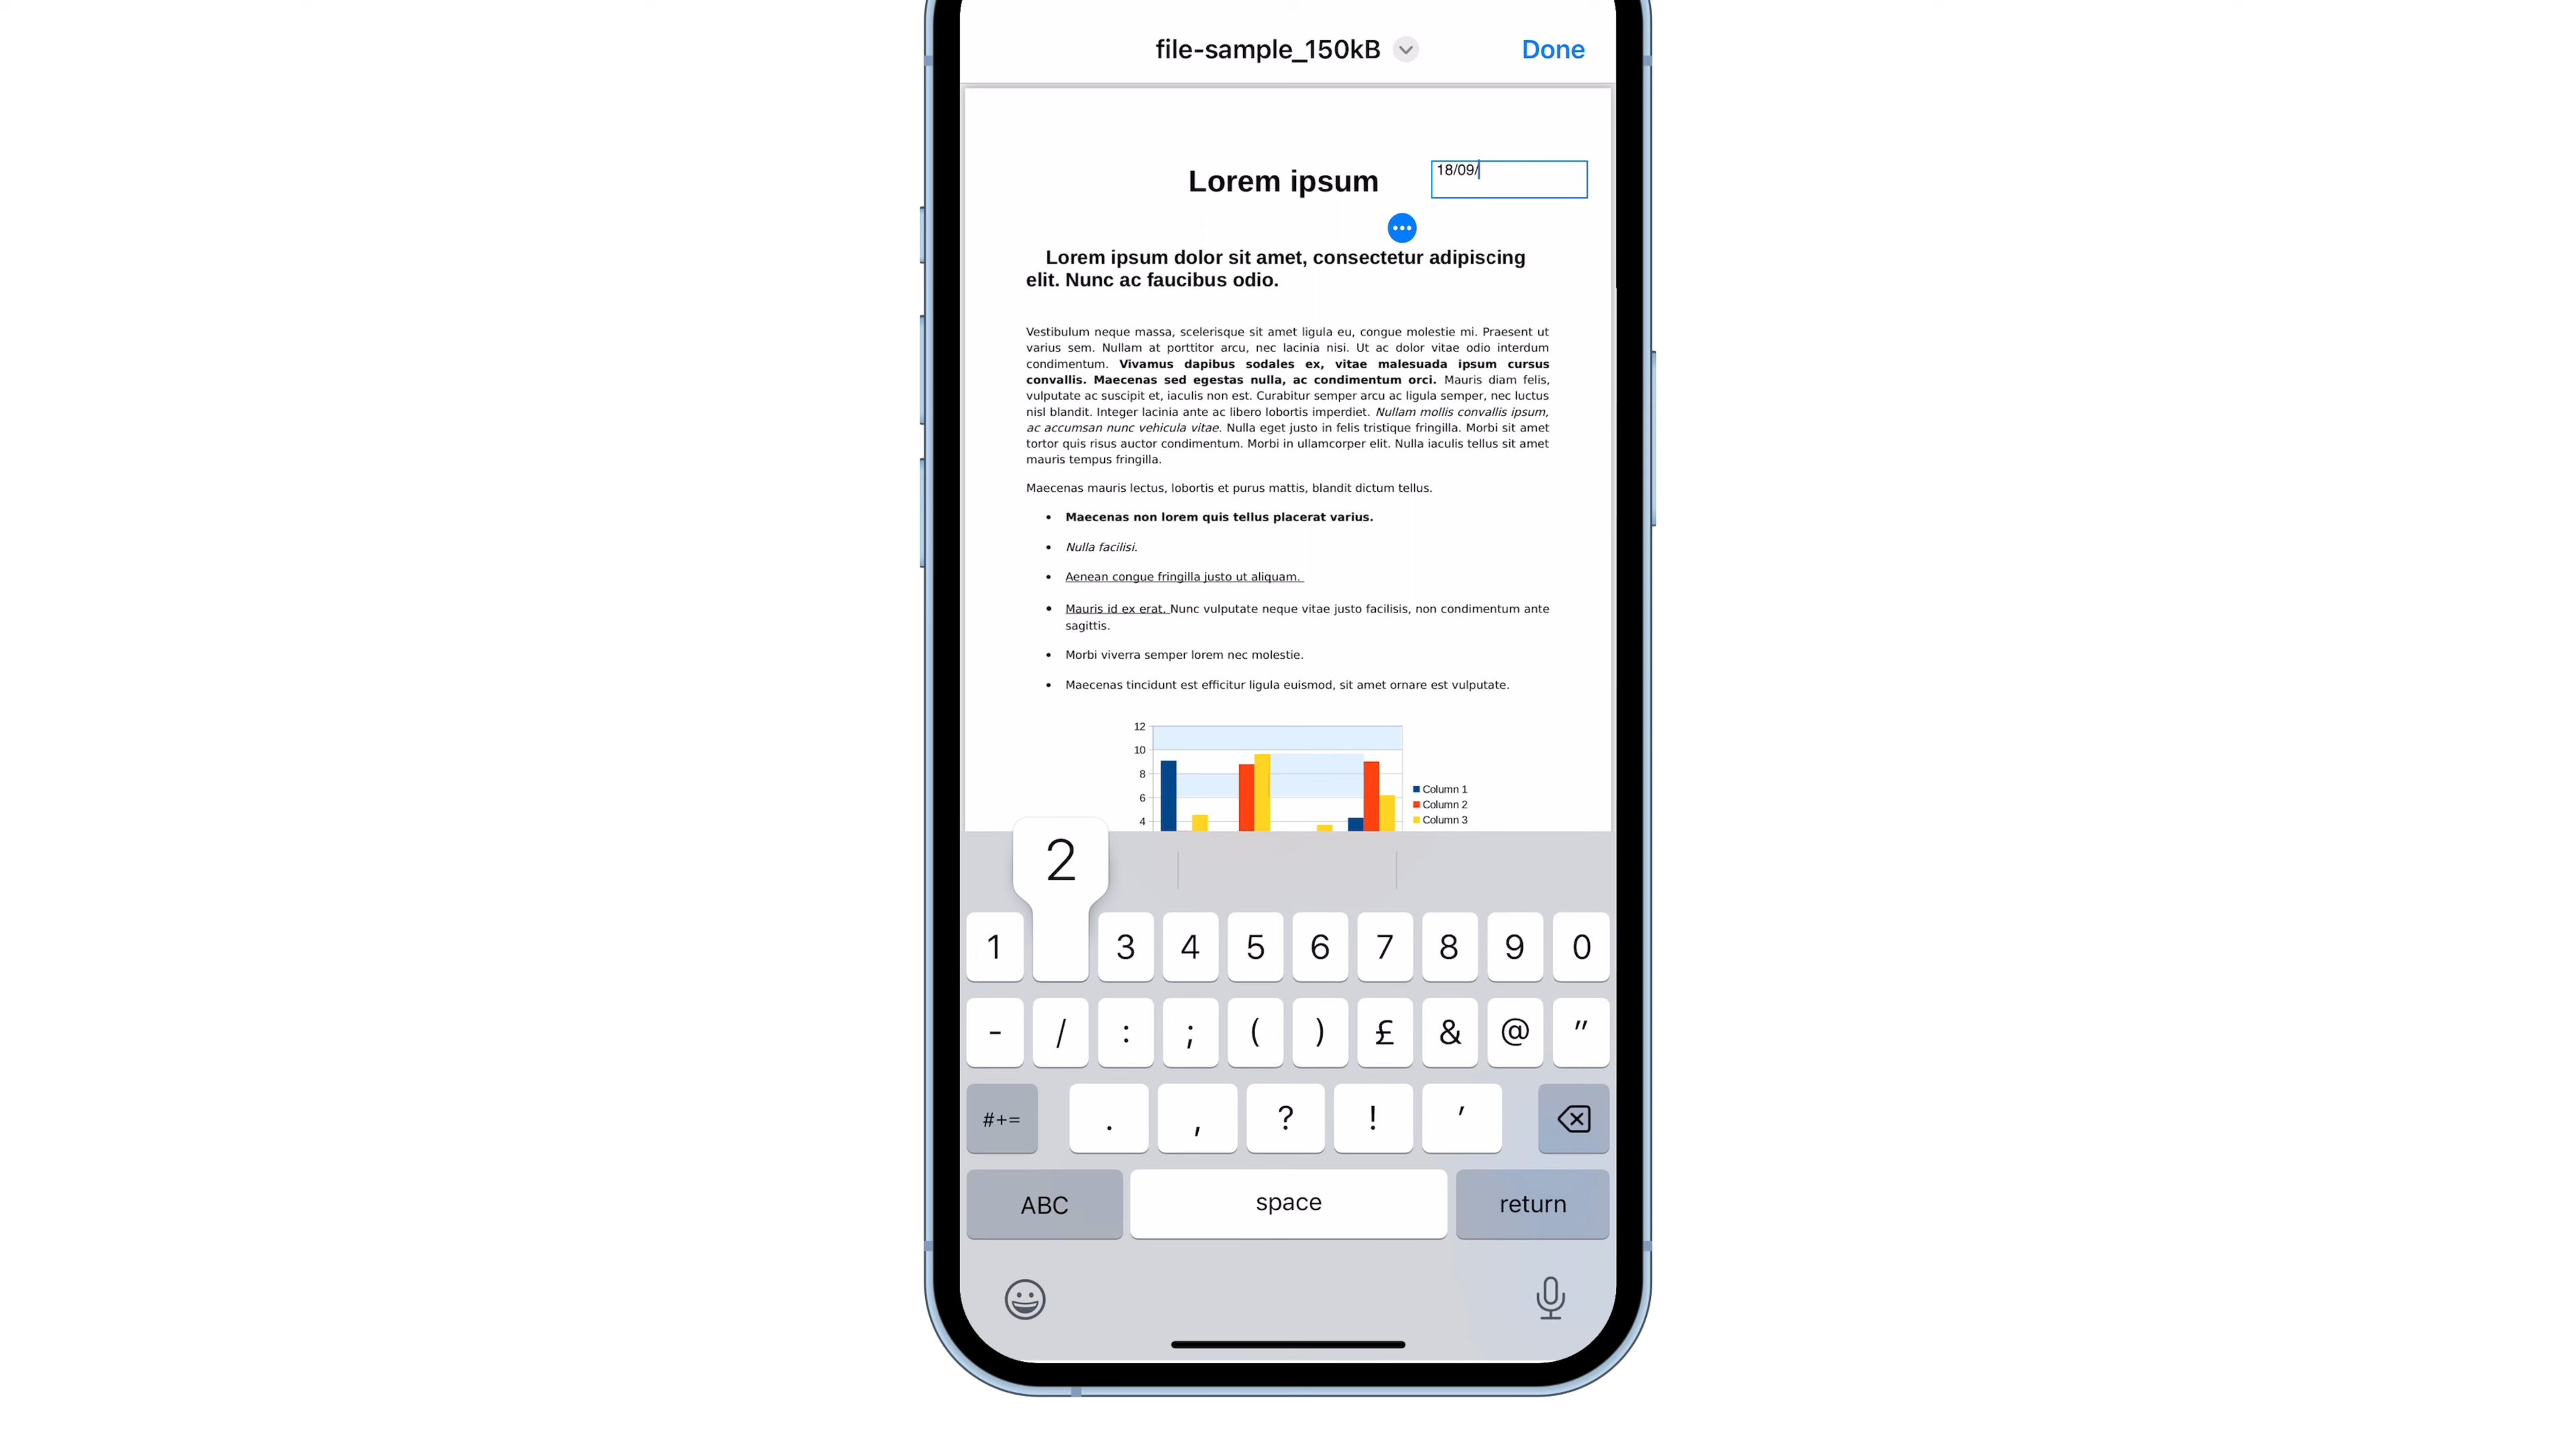 file-sample_150kB
Done
Lorem ipsum
18/09/
Lorem ipsum dolor sit amet, consectetur adipiscing
elit. Nunc ac faucibus odio.
Vestibulum neque massa, scelerisque sit amet ligula eu, congue molestie mi. Praesent ut
varius sem. Nullam at porttitor arcu, nec lacinia nisi. Ut ac dolor vitae odio interdum
condimentum. Vivamus dapibus sodales ex, vitae malesuada ipsum cursus
convallis. Maecenas sed egestas nulla, ac condimentum orci. Mauris diam felis,
vulputate ac suscipit et, iaculis non est. Curabitur semper arcu ac ligula semper, nec luctus
nisl blandit. Integer lacinia ante ac libero lobortis imperdiet. Nullam mollis convallis ipsum,
ac accumsan nunc vehicula vitae. Nulla eget justo in felis tristique fringilla. Morbi sit amet
tortor quis risus auctor condimentum. Morbi in ullamcorper elit. Nulla iaculis tellus sit amet
mauris tempus fringilla.
Maecenas mauris lectus, lobortis et purus mattis, blandit dictum tellus.
• Maecenas non lorem quis tellus placerat varius.
• Nulla facilisi.
• Aenean congue fringilla justo ut aliquam.
• Mauris id ex erat. Nunc vulputate neque vitae justo facilisis, non condimentum ante
sagittis.
• Morbi viverra semper lorem nec molestie.
• Maecenas tincidunt est efficitur ligula euismod, sit amet ornare est vulputate.
12
10
8
6
4
Column 1
Column 2
Column 3
2
1 3 4 5 6 7 8 9 0
- / : ; ( ) £ & @ "
#+= . , ? ! '
ABC space return